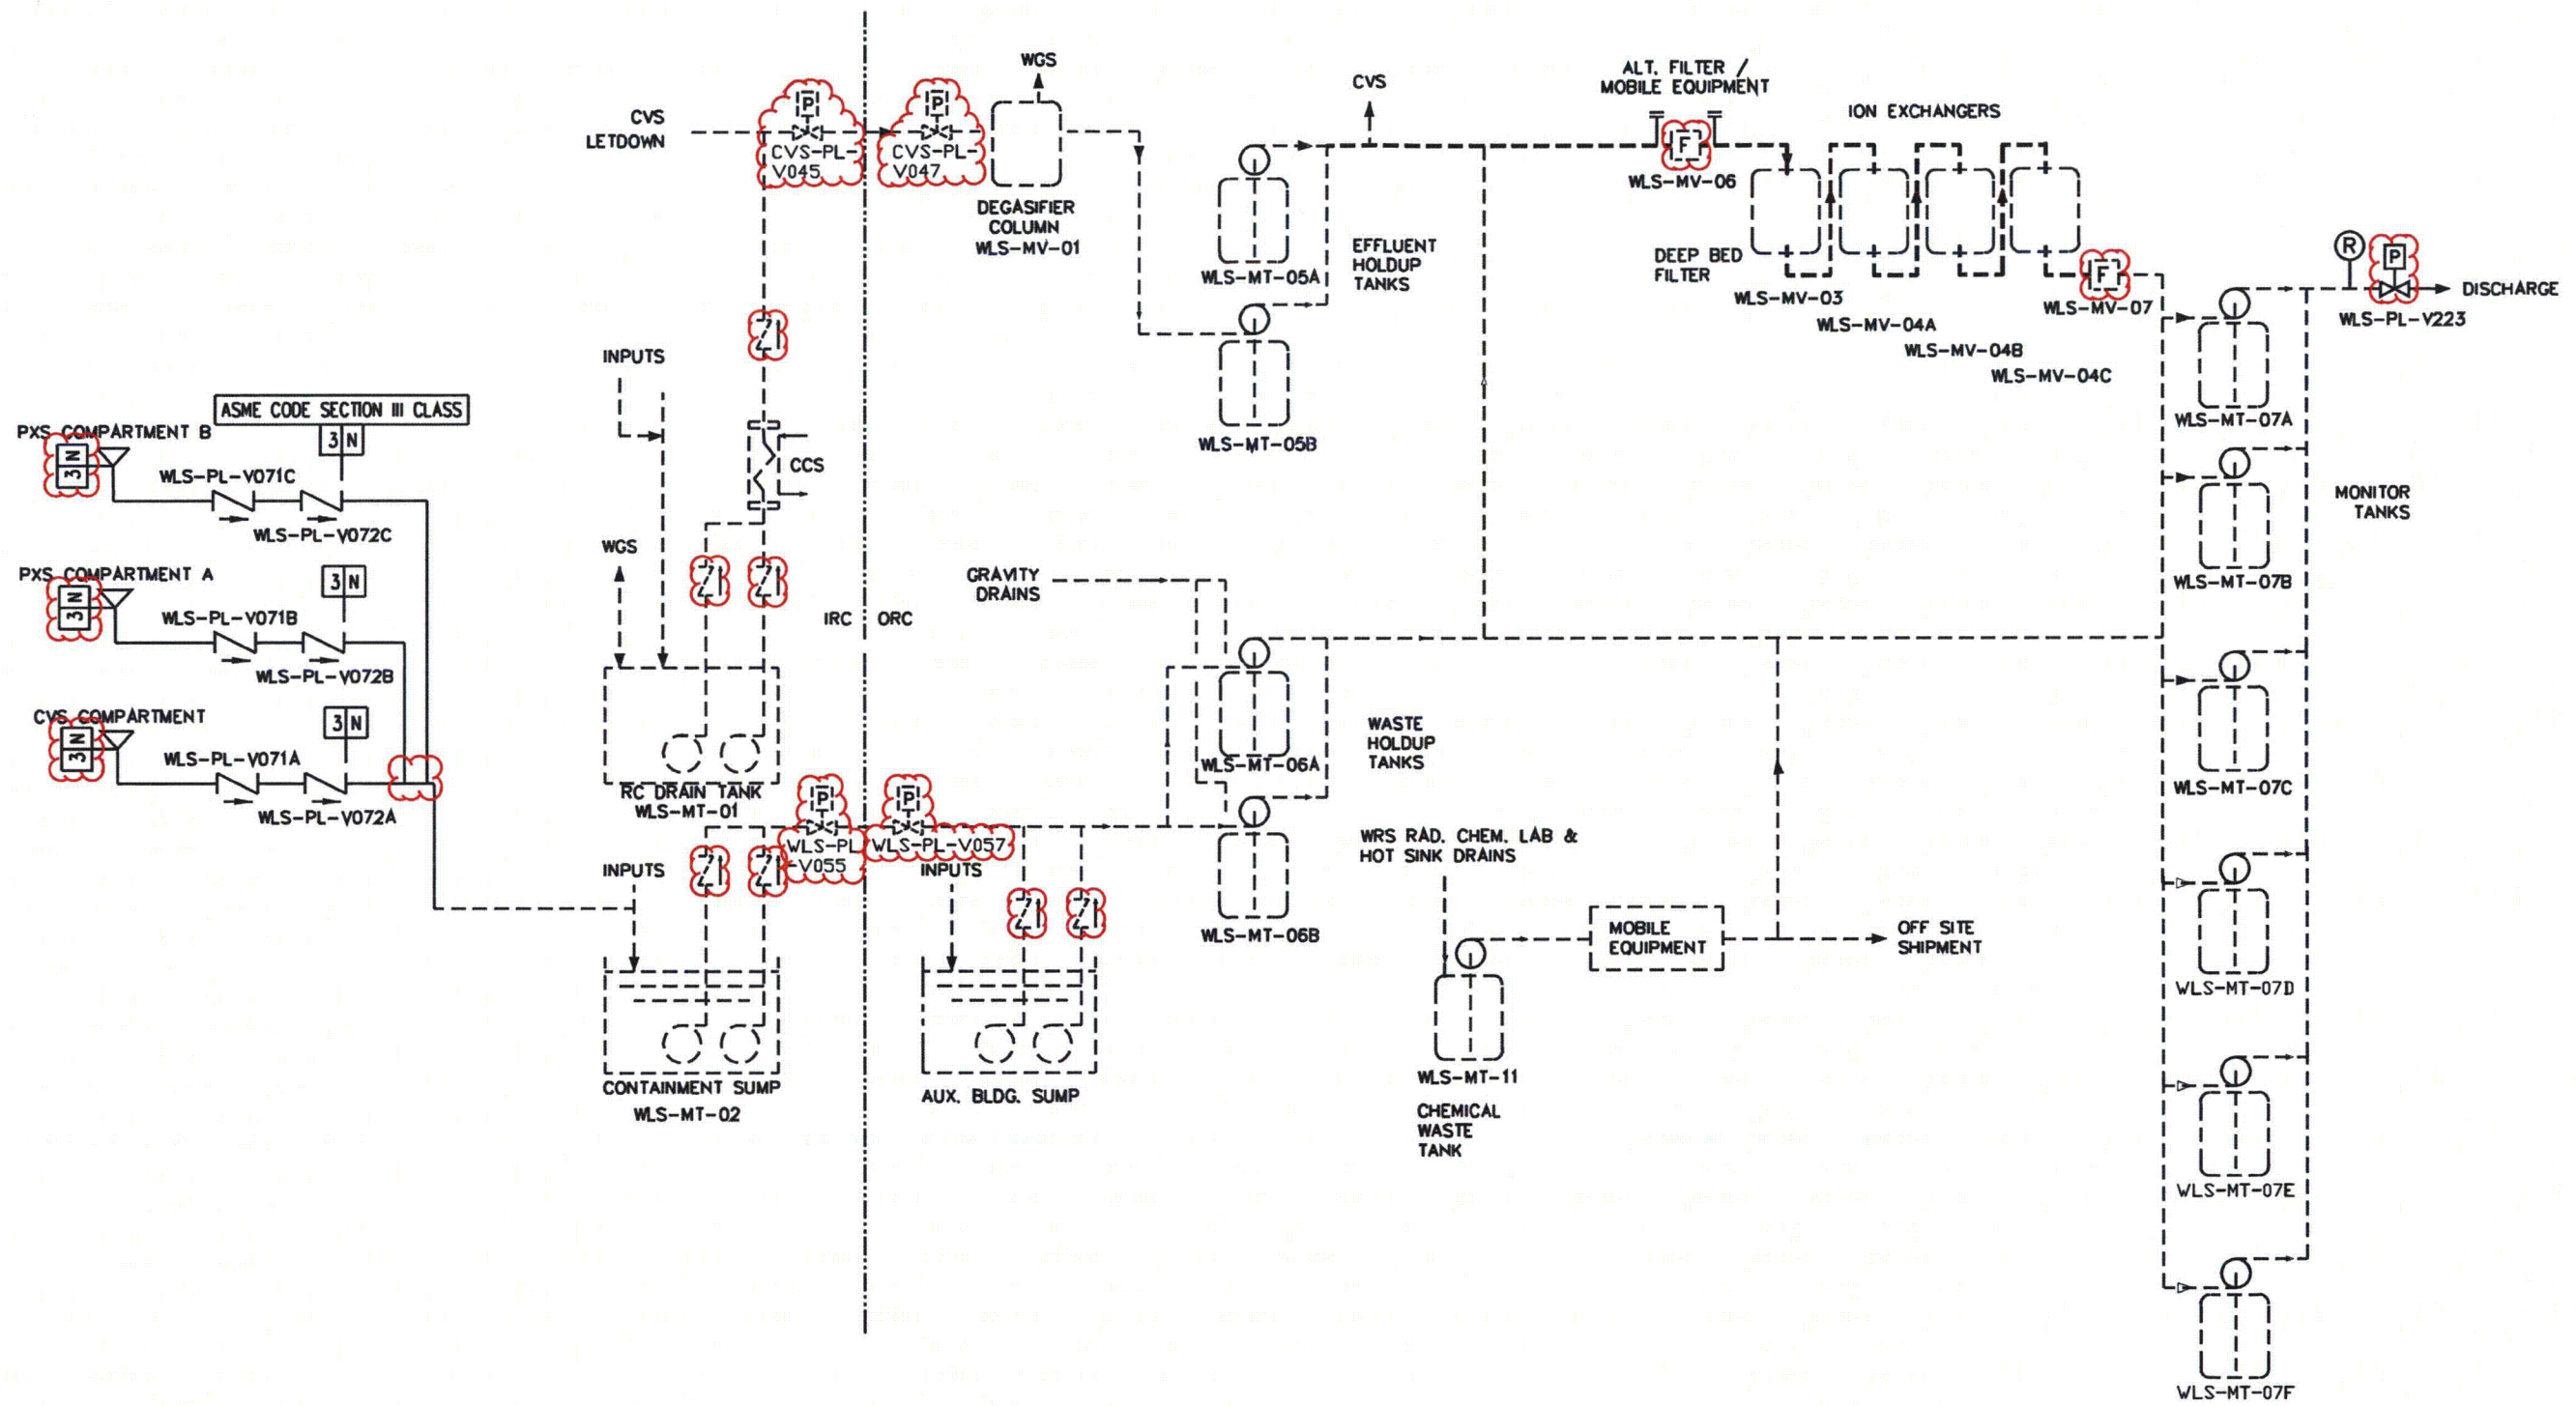 WGS
CVS
LETDOWN
P
CVS-PL-
V045
P
CVS-PL-
V047
DEGASIFIER
COLUMN
WLS-MV-01
CVS
WLS-MT-05A
EFFLUENT
HOLDUP
TANKS
WLS-MT-05B
ALT. FILTER /
MOBILE EQUIPMENT
F
WLS-MV-06
ION EXCHANGERS
DEEP BED
FILTER
WLS-MV-03
WLS-MV-04A
WLS-MV-04B
WLS-MV-04C
F
WLS-MV-07
R
P
DISCHARGE
WLS-PL-V223
WLS-MT-07A
WLS-MT-07B
MONITOR
TANKS
WLS-MT-07C
WLS-MT-07D
WLS-MT-07E
WLS-MT-07F
ASME CODE SECTION III CLASS
3 N
PXS COMPARTMENT B
3 N
WLS-PL-V071C
WLS-PL-V072C
3 N
PXS COMPARTMENT A
3 N
WLS-PL-V071B
WLS-PL-V072B
3 N
CVS COMPARTMENT
3 N
WLS-PL-V071A
WLS-PL-V072A
INPUTS
CCS
WGS
IRC
ORC
RC DRAIN TANK
WLS-MT-01
P
WLS-PL
-V055
P
WLS-PL-V057
INPUTS
INPUTS
CONTAINMENT SUMP
WLS-MT-02
AUX. BLDG. SUMP
GRAVITY
DRAINS
WLS-MT-06A
WASTE
HOLDUP
TANKS
WLS-MT-06B
WRS RAD. CHEM. LAB &
HOT SINK DRAINS
MOBILE
EQUIPMENT
OFF SITE
SHIPMENT
WLS-MT-11
CHEMICAL
WASTE
TANK